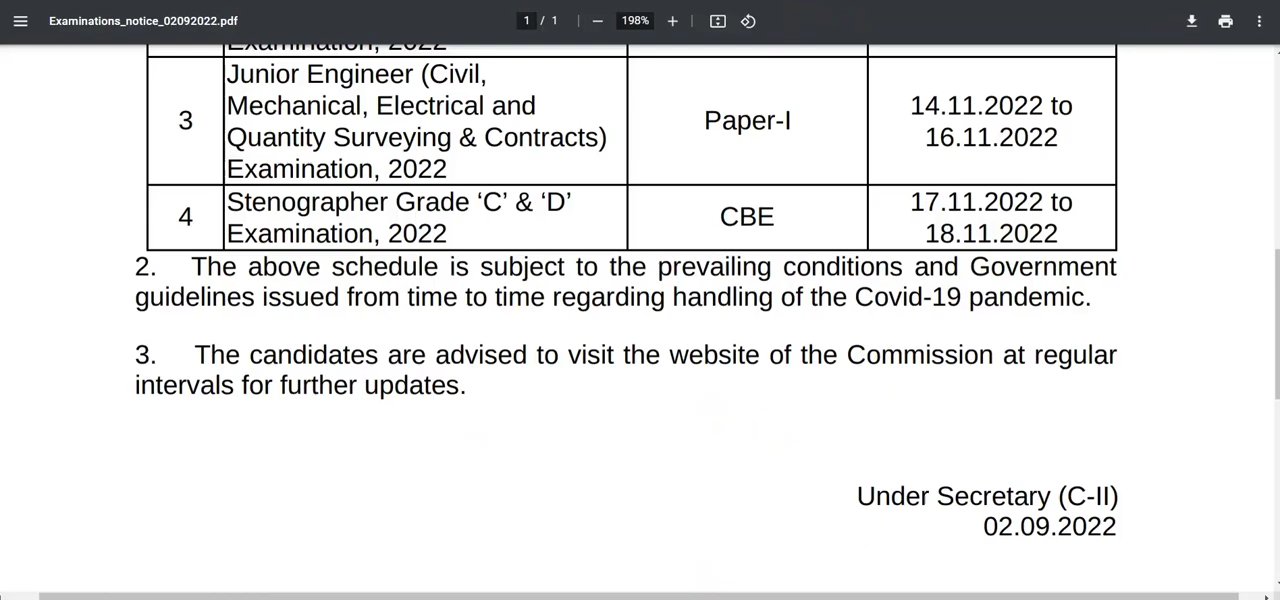 Examinations_notice_02092022.pdf
1 / 1
198%
Examination, 2022
3
Junior Engineer (Civil,
Mechanical, Electrical and
Quantity Surveying & Contracts)
Examination, 2022
Paper-I
14.11.2022 to
16.11.2022
4
Stenographer Grade ‘C’ & ‘D’
Examination, 2022
CBE
17.11.2022 to
18.11.2022
2. The above schedule is subject to the prevailing conditions and Government
guidelines issued from time to time regarding handling of the Covid-19 pandemic.
3. The candidates are advised to visit the website of the Commission at regular
intervals for further updates.
Under Secretary (C-II)
02.09.2022